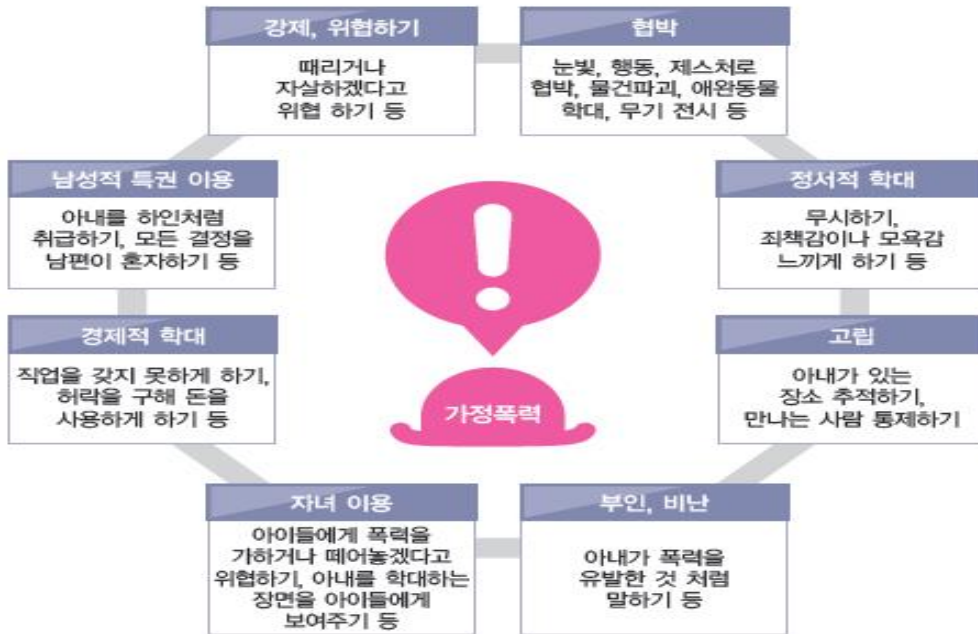 강제, 위협하기
때리거나
자살하겠다고
위협 하기 등
협박
눈빛, 행동, 제스처로
협박, 물건파괴, 애완동물
학대, 무기 전시 등
남성적 특권 이용
아내를 하인처럼
취급하기, 모든 결정을
남편이 혼자하기 등
정서적 학대
무시하기,
죄책감이나 모욕감
느끼게 하기 등
경제적 학대
직업을 갖지 못하게 하기,
허락을 구해 돈을
사용하게 하기 등
고립
아내가 있는
장소 추적하기,
만나는 사람 통제하기
가정폭력
자녀 이용
아이들에게 폭력을
가하거나 떼어놓겠다고
위협하기, 아내를 학대하는
장면을 아이들에게
보여주기 등
부인, 비난
아내가 폭력을
유발한 것 처럼
말하기 등